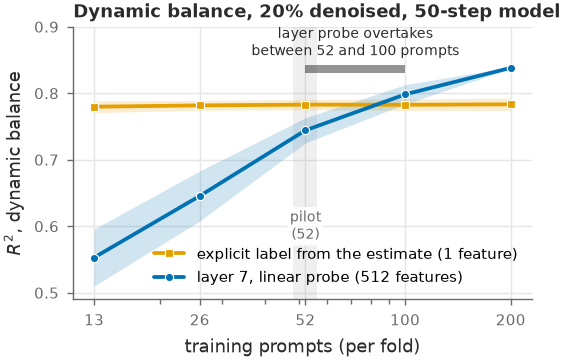 Dynamic balance, 20% denoised, 50-step model
layer probe overtakes
between 52 and 100 prompts
0.9
0.8
0.7
0.6
0.5
R², dynamic balance
pilot
(52)
explicit label from the estimate (1 feature)
layer 7, linear probe (512 features)
13 26 52 100 200
training prompts (per fold)